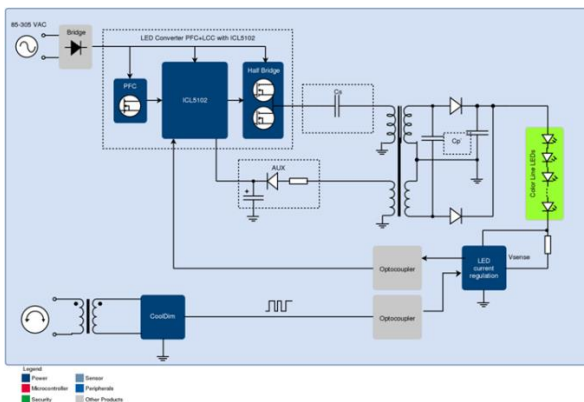 85-305 VAC
Bridge
LED Converter PFC+LCC with ICL5102
PFC
ICL5102
Half Bridge
Cs
Cp
AUX
+
Color Line LEDs
Optocoupler
LED
current
regulation
Vsense
CoolDim
Optocoupler
Legend
Power
Sensor
Microcontroller
Peripherals
Security
Other Products